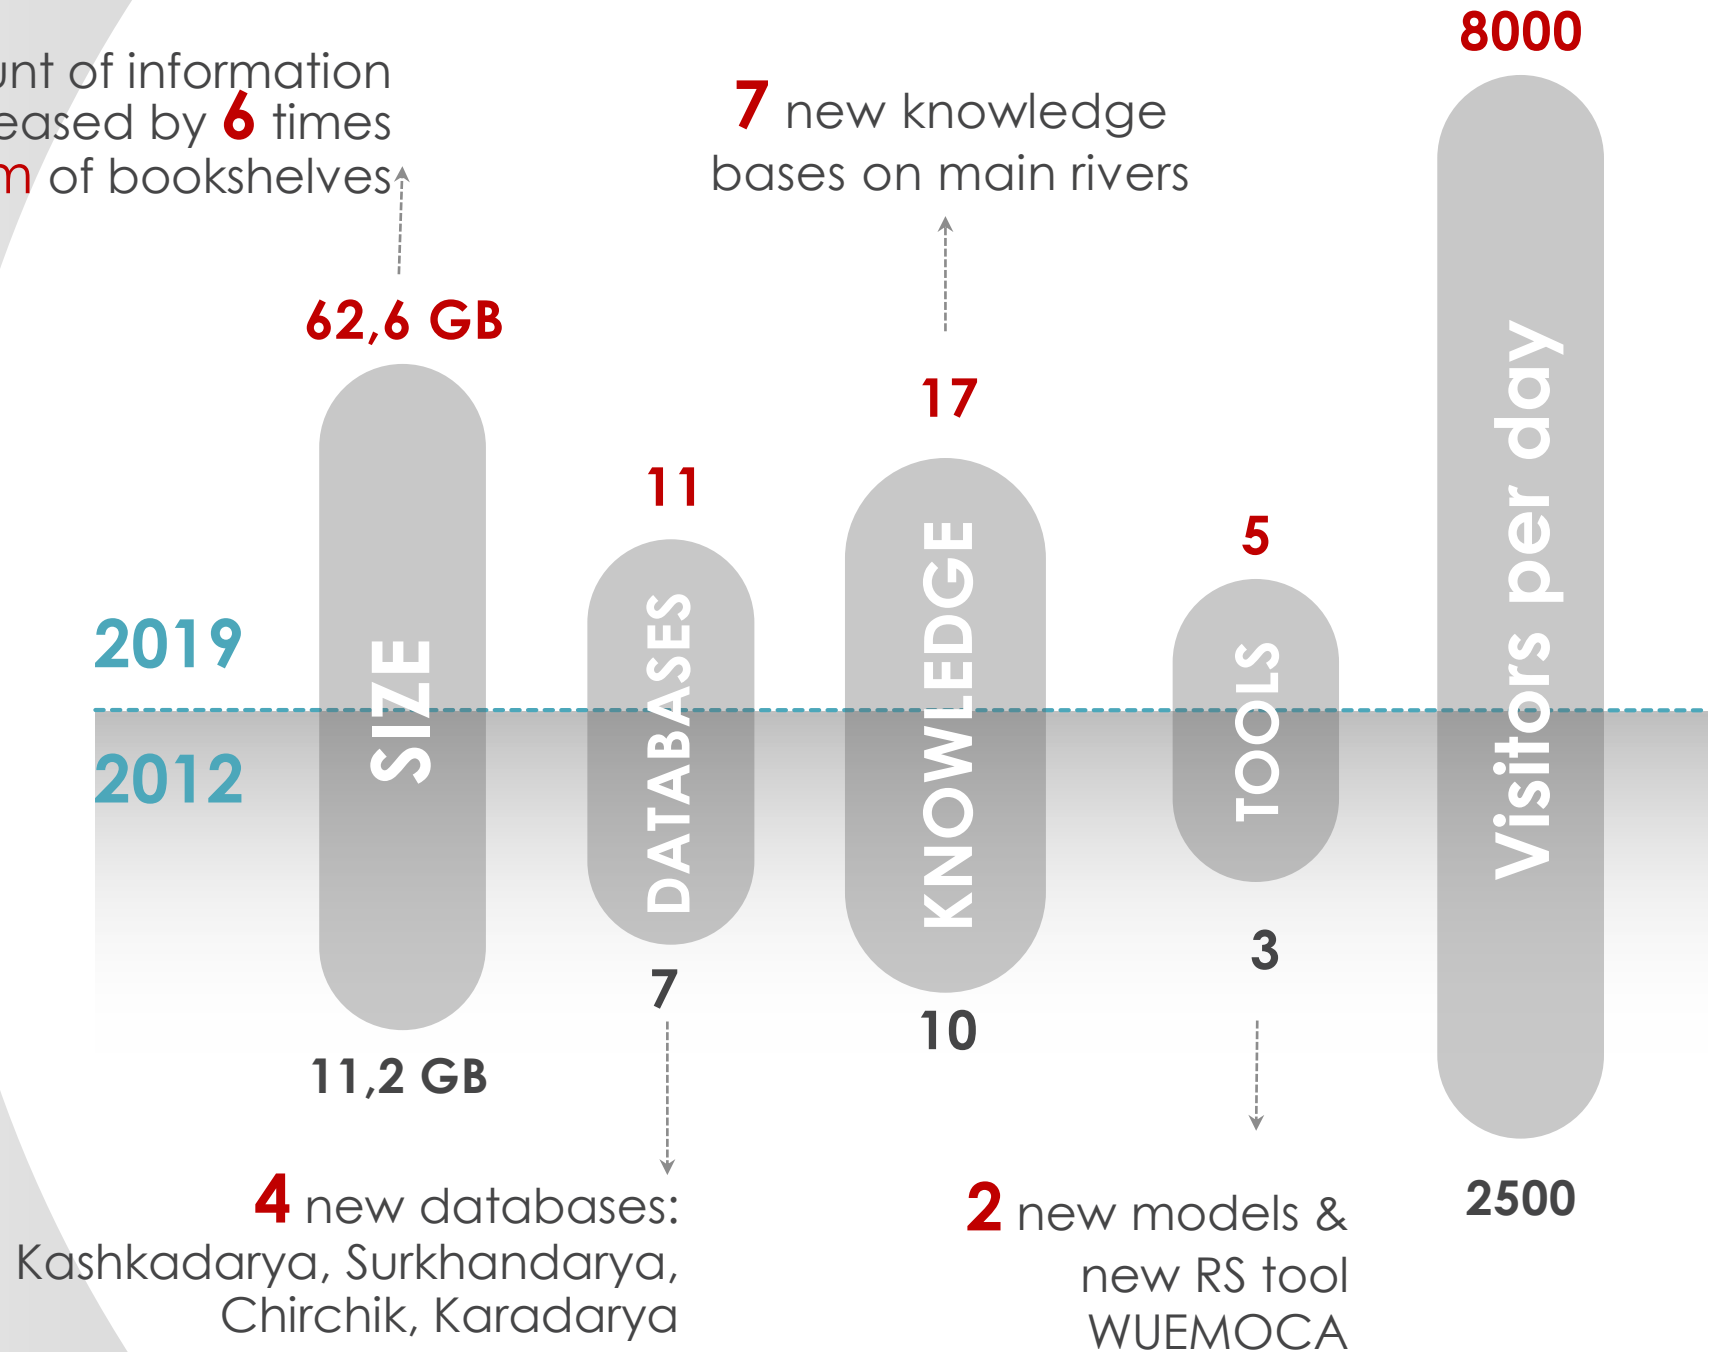 8000
of information
by 6 times
of bookshelves
7 new knowledge
bases on main rivers
62,6 GB
17
11
5
2019
2012
SIZE
DATABASES
KNOWLEDGE
TOOLS
Visitors per day
7
3
10
11,2 GB
2500
4 new databases:
Kashkadarya, Surkhandarya,
Chirchik, Karadarya
2 new models &
new RS tool
WUEMOCA